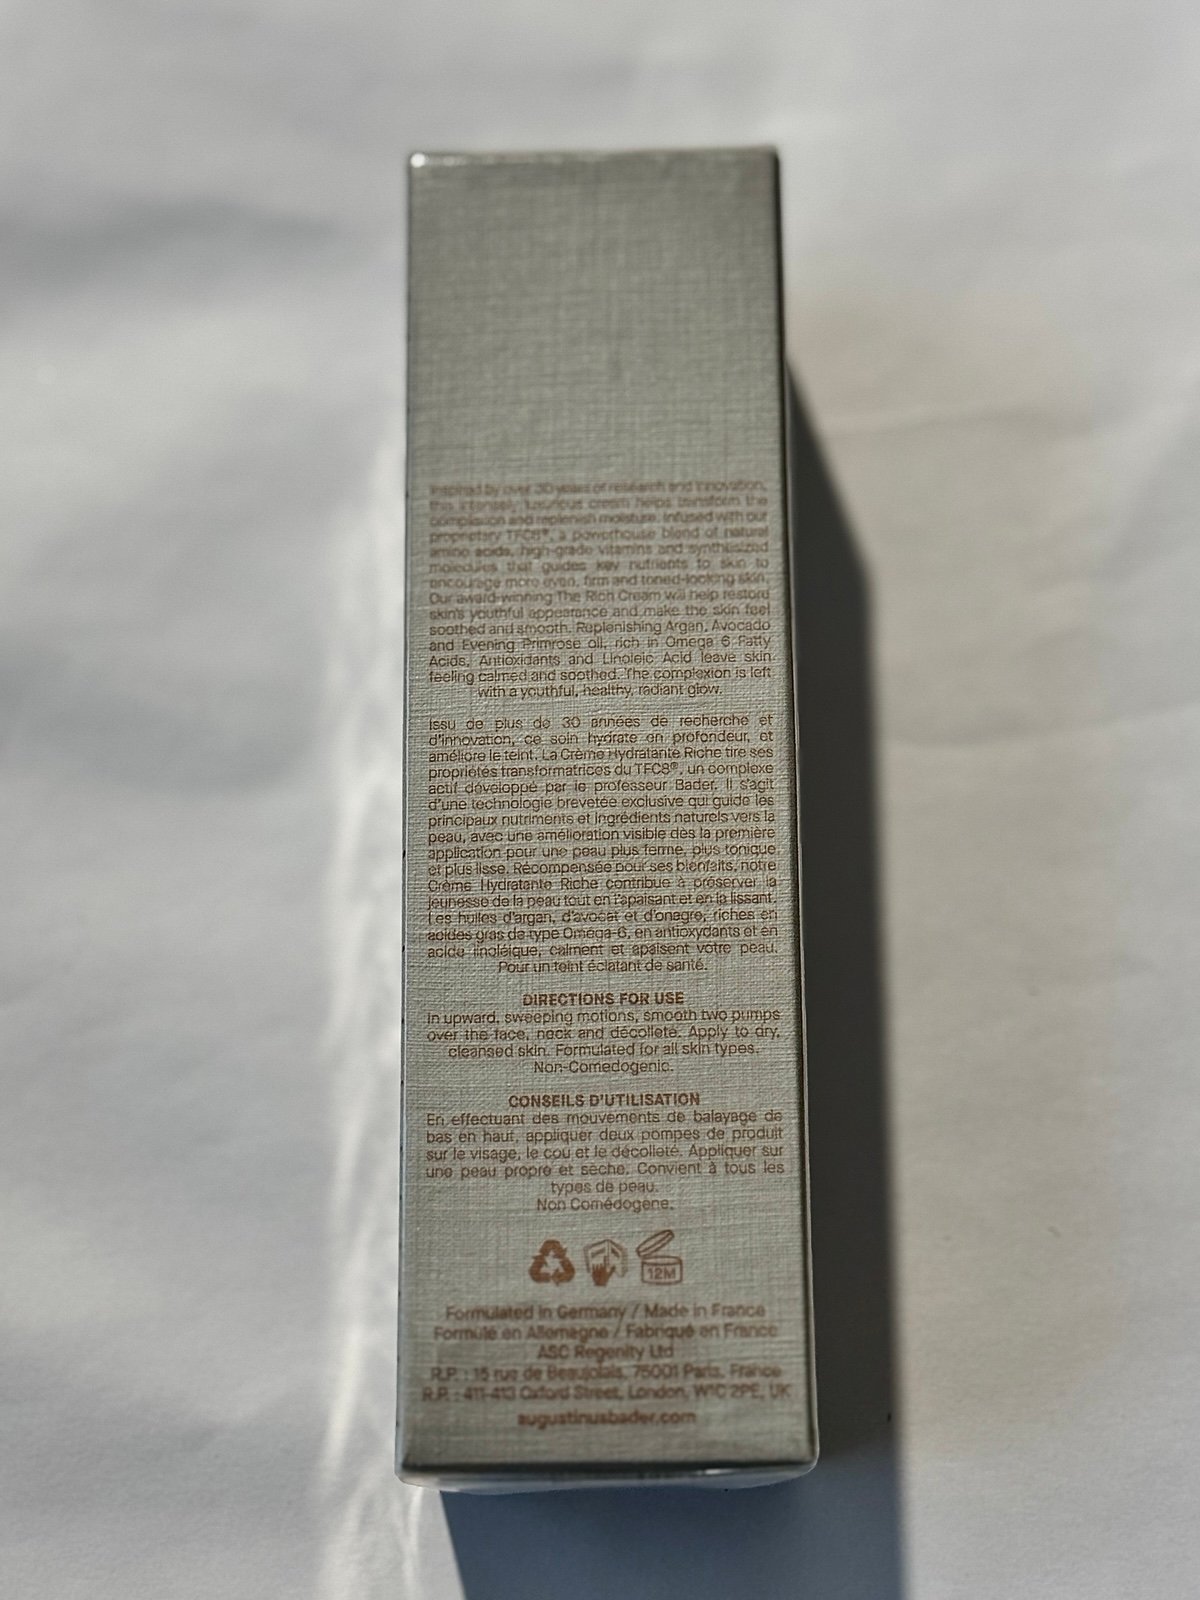 Inspired by over 30 years of research and innovation,
this intensely luxurious cream helps transform the
complexion and replenish moisture. Infused with our
proprietary TFC8®, a powerhouse blend of natural
amino acids, high-grade vitamins and synthesized
molecules that guides key nutrients to skin to
encourage more even, firm and toned-looking skin.
Our award-winning The Rich Cream will help restore
skin's youthful appearance and make the skin feel
soothed and smooth. Replenishing Argan, Avocado
and Evening Primrose oil, rich in Omega 6 Fatty
Acids, Antioxidants and Linoleic Acid leave skin
feeling calmed and soothed. The complexion is left
with a youthful, healthy, radiant glow.
Issu de plus de 30 années de recherche et
d'innovation, ce soin hydrate en profondeur, et
améliore le teint. La Crème Hydratante Riche tire ses
propriétés transformatrices du TFC8®, un complexe
actif développé par le professeur Bader. Il s'agit
d'une technologie brevetée exclusive qui guide les
principaux nutriments et ingrédients naturels vers la
peau, avec une amélioration visible dès la première
application pour une peau plus ferme, plus tonique
et plus lisse. Récompensée pour ses bienfaits, notre
Crème Hydratante Riche contribue à préserver la
jeunesse de la peau tout en l'apaisant et en la lissant.
Les huiles d'argan, d'avocat et d'onagre, riches en
acides gras de type Oméga-6, en antioxydants et en
acide linoléique, calment et apaisent votre peau.
Pour un teint éclatant de santé.
DIRECTIONS FOR USE
In upward, sweeping motions, smooth two pumps
over the face, neck and décolleté. Apply to dry,
cleansed skin. Formulated for all skin types.
Non-Comedogenic.
CONSEILS D'UTILISATION
En effectuant des mouvements de balayage de
bas en haut, appliquer deux pompes de produit
sur le visage, le cou et le décolleté. Appliquer sur
une peau propre et sèche. Convient à tous les
types de peau.
Non Comédogène.
12M
Formulated in Germany / Made in France
Formulé en Allemagne / Fabriqué en France
ASC Regenity Ltd
R.P. : 15 rue de Beaujolais, 75001 Paris, France
R.P. : 411-413 Oxford Street, London, W1C 2PE, UK
augustinusbader.com